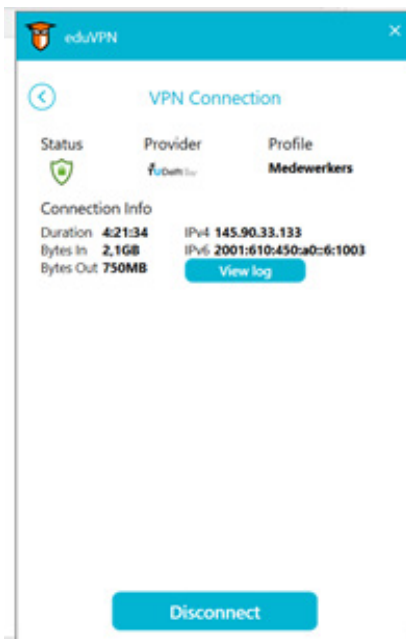 eduVPN
VPN Connection
Status Provider Profile
TUDelft Medewerkers
Connection Info
Duration 4:21:34 IPv4 145.90.33.133
Bytes In 2,1GB IPv6 2001:610:450:a0::6:1003
Bytes Out 750MB View log
Disconnect